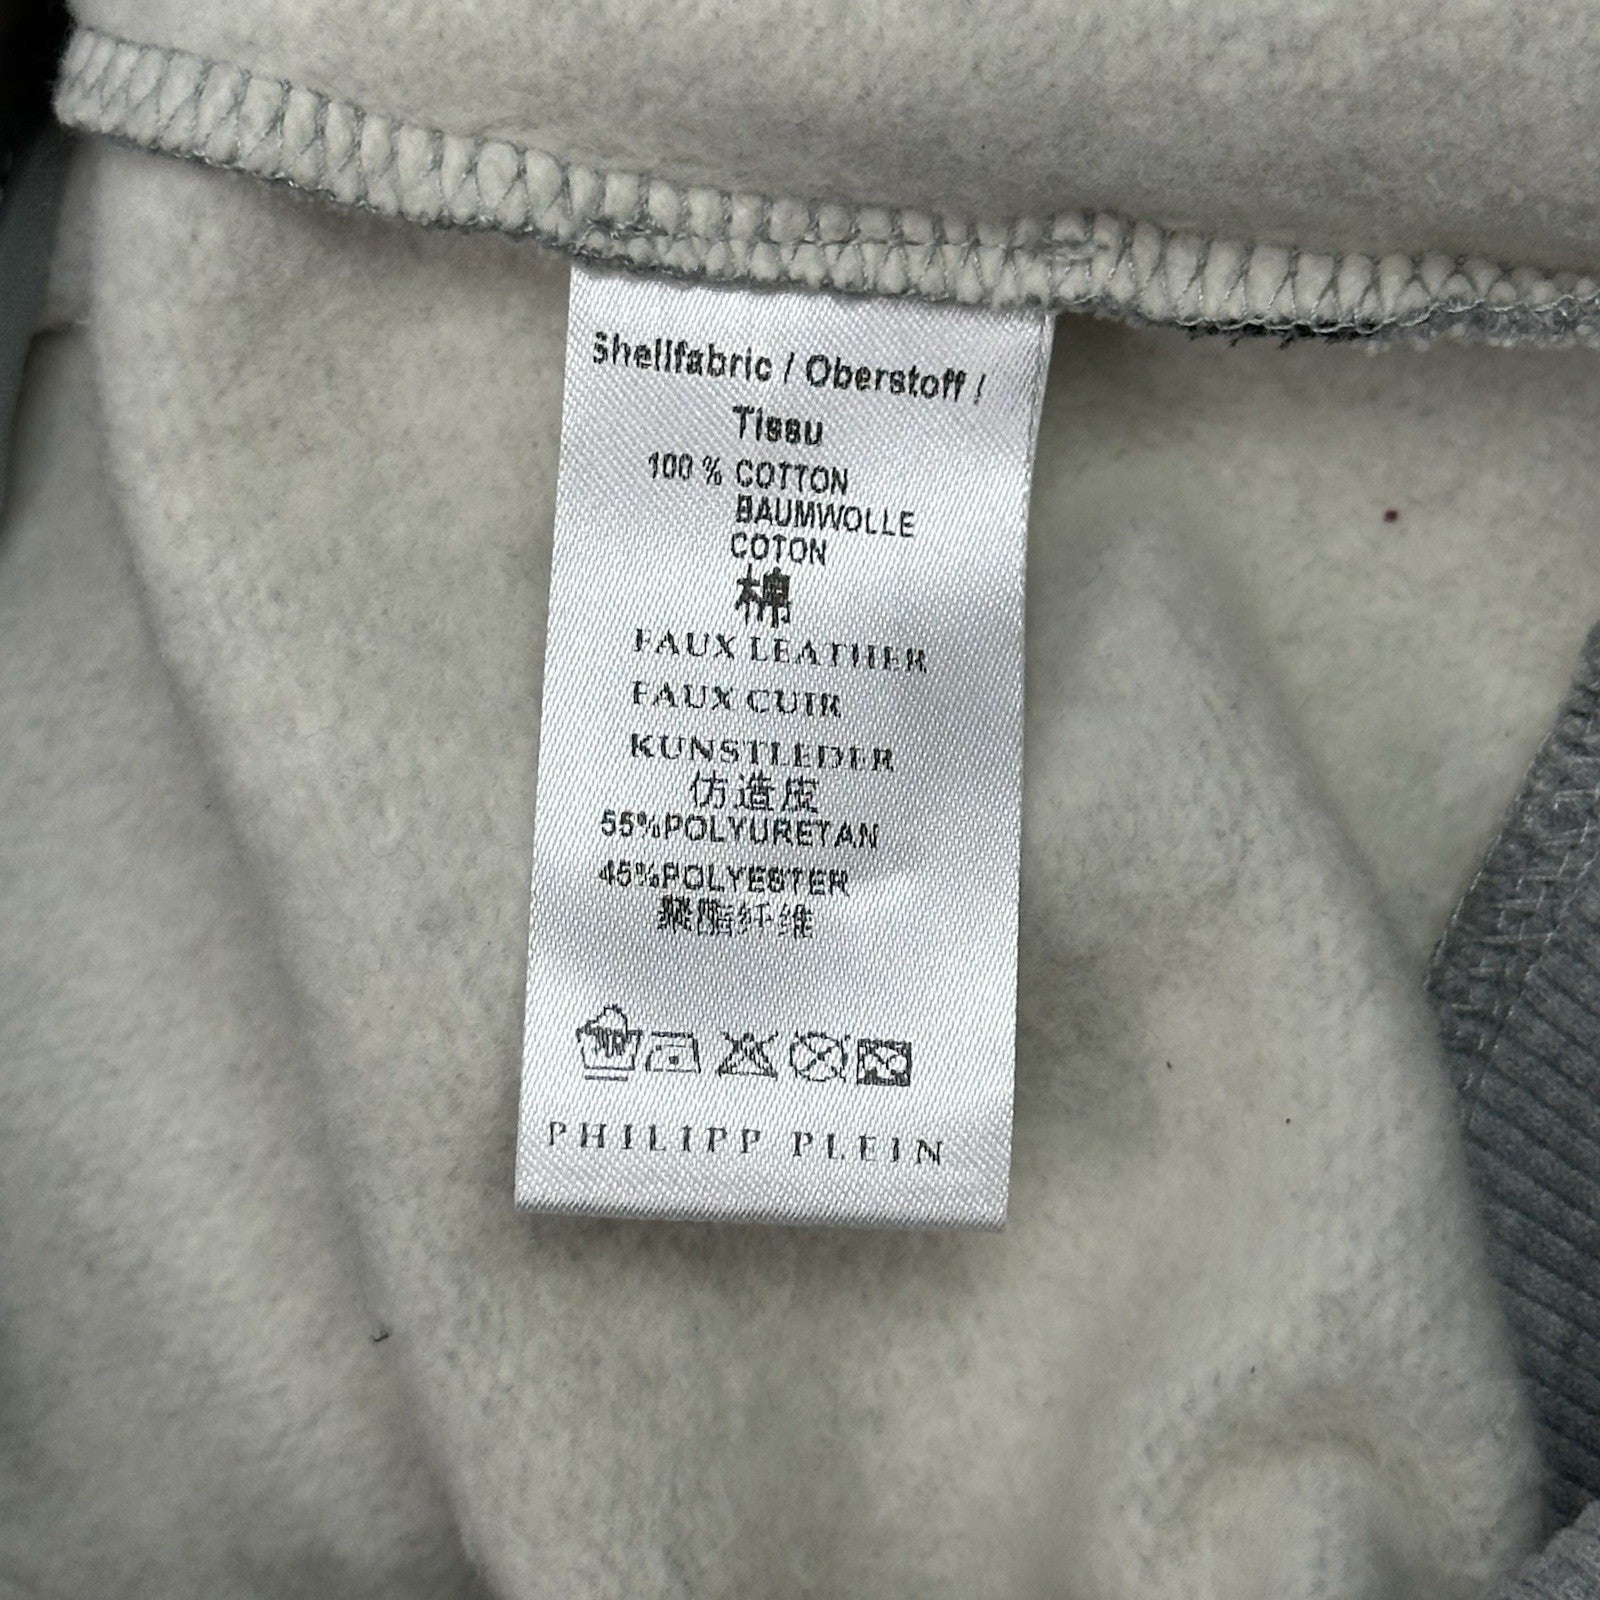 Shellfabric / Oberstoff /
Tissu
100 % COTTON
BAUMWOLLE
COTON
棉
FAUX LEATHER
FAUX CUIR
KUNSTLEDER
仿造皮
55%POLYURETAN
45%POLYESTER
聚酯纤维
PHILIPP PLEIN